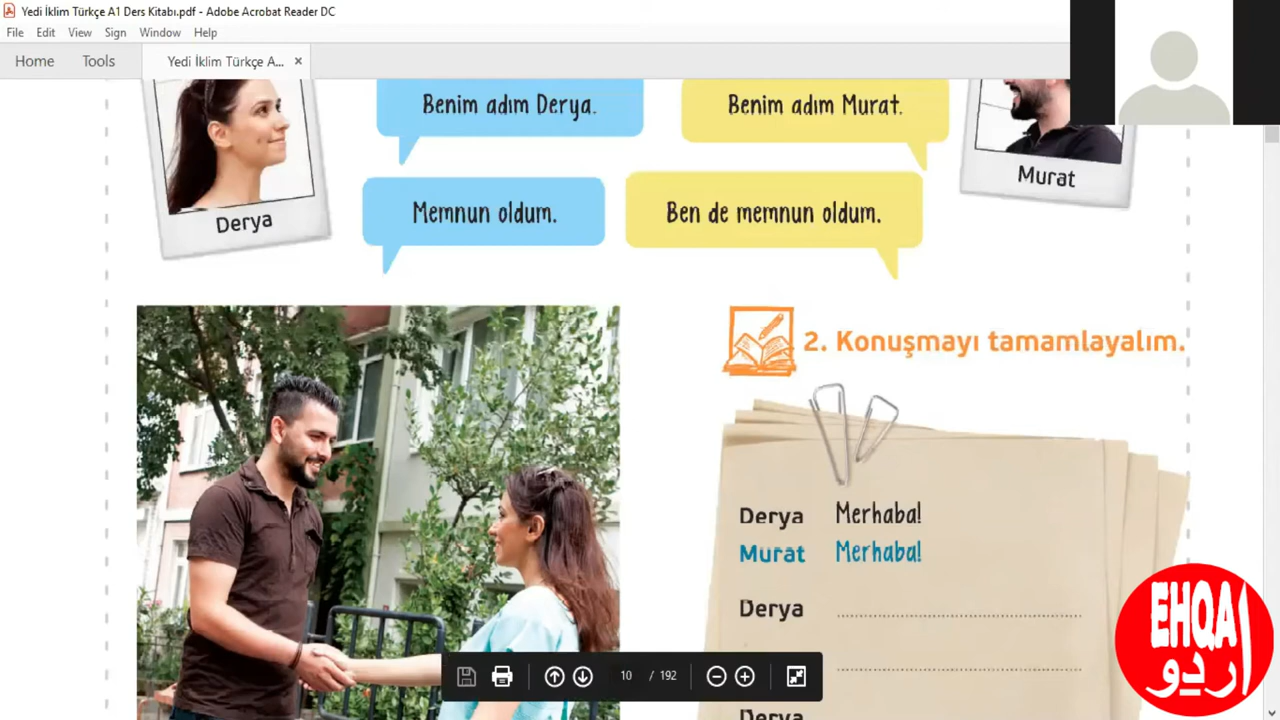 Yedi İklim Türkçe A1 Ders Kitabı.pdf - Adobe Acrobat Reader DC
File Edit View Sign Window Help
Home Tools Yedi İklim Türkçe A... ×
Benim adım Derya.
Benim adım Murat.
Derya
Memnun oldum.
Ben de memnun oldum.
Murat
2. Konuşmayı tamamlayalım.
Derya Merhaba!
Murat Merhaba!
Derya
Derya
10 / 192
EHQA
اردو